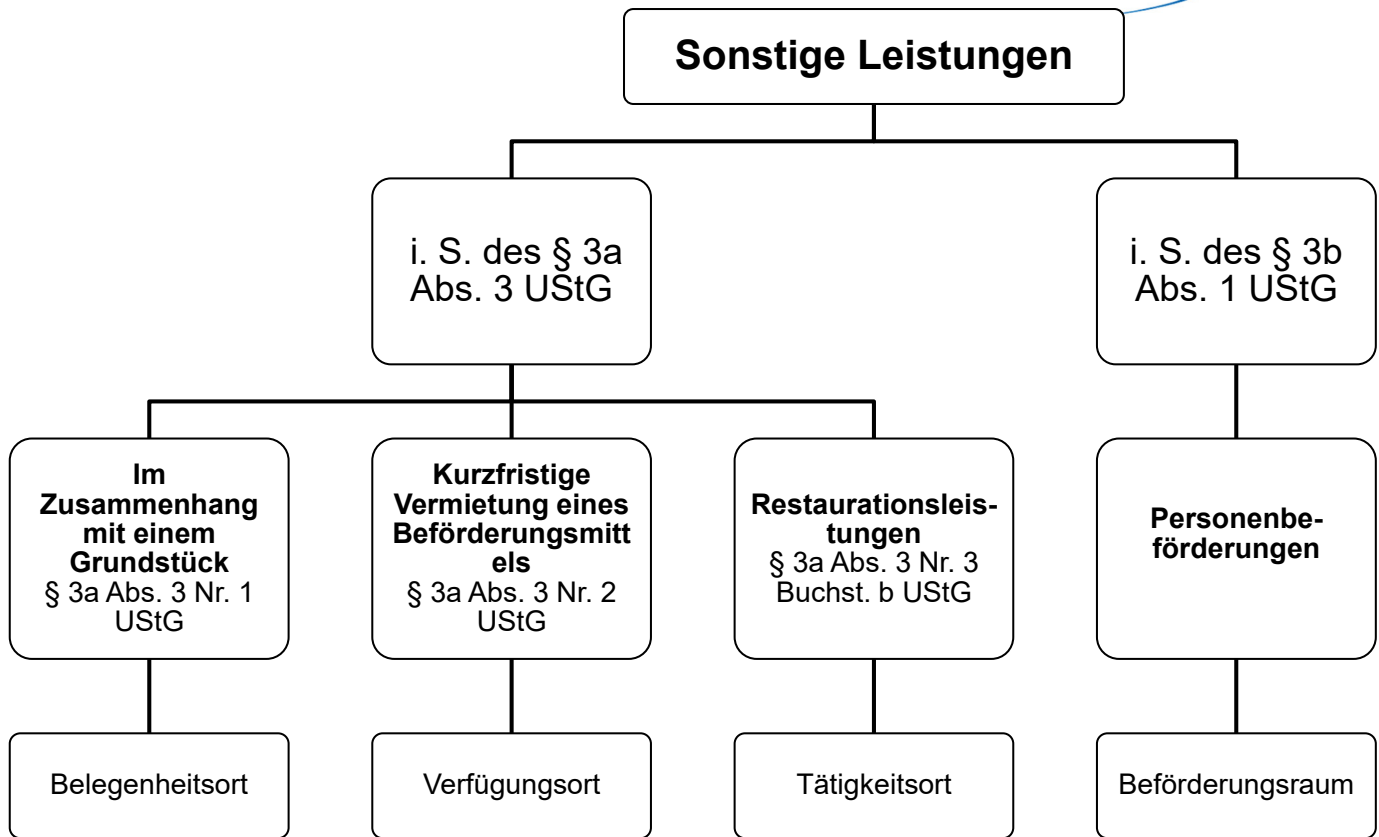 Sonstige Leistungen
i. S. des § 3a
Abs. 3 UStG
i. S. des § 3b
Abs. 1 UStG
Im
Zusammenhang
mit einem
Grundstück
§ 3a Abs. 3 Nr. 1
UStG
Kurzfristige
Vermietung eines
Beförderungsmitt
els
§ 3a Abs. 3 Nr. 2
UStG
Restaurationsleis-
tungen
§ 3a Abs. 3 Nr. 3
Buchst. b UStG
Personenbe-
förderungen
Belegenheitsort
Verfügungsort
Tätigkeitsort
Beförderungsraum